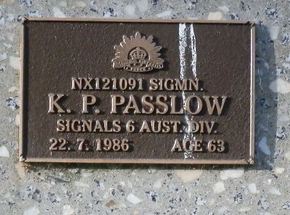 NX121091 SIGMN.
K. P. PASSLOW
SIGNALS 6 AUST. DIV.
22. 7. 1986 AGE 63